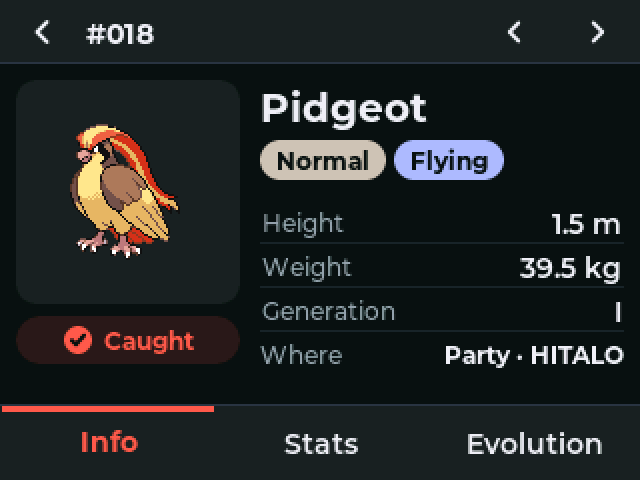 #018
Pidgeot
Normal Flying
Height 1.5 m
Weight 39.5 kg
Generation I
Where Party · HITALO
Caught
Info Stats Evolution